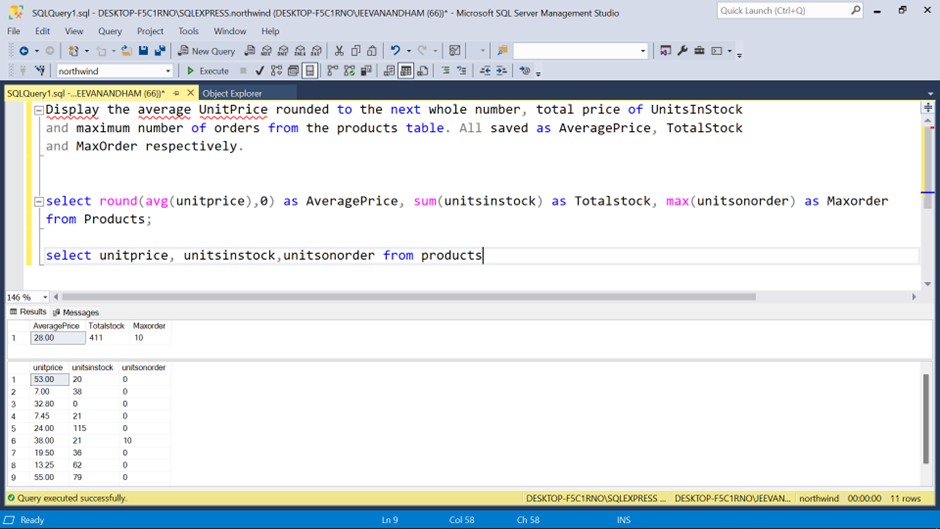 SQLQuery1.sql - DESKTOP-F5C1RNO\SQLEXPRESS.northwind (DESKTOP-F5C1RNO\JEEVANANDHAM (66))* - Microsoft SQL Server Management Studio
Quick Launch (Ctrl+Q)
File Edit View Query Project Tools Window Help
New Query
northwind Execute
SQLQuery1.sql -...EEVANANDHAM (66))* Object Explorer
Display the average UnitPrice rounded to the next whole number, total price of UnitsInStock
and maximum number of orders from the products table. All saved as AveragePrice, TotalStock
and MaxOrder respectively.
select round(avg(unitprice),0) as AveragePrice, sum(unitsinstock) as Totalstock, max(unitsonorder) as Maxorder
from Products;
select unitprice, unitsinstock,unitsonorder from products
146 %
Results Messages
AveragePrice Totalstock Maxorder
1 28.00 411 10
unitprice unitsinstock unitsonorder
1 53.00 20 0
2 7.00 38 0
3 32.80 0 0
4 7.45 21 0
5 24.00 115 0
6 38.00 21 10
7 19.50 36 0
8 13.25 62 0
9 55.00 79 0
Query executed successfully. DESKTOP-F5C1RNO\SQLEXPRESS ... DESKTOP-F5C1RNO\JEEVAN... northwind 00:00:00 11 rows
Ready Ln 9 Col 58 Ch 58 INS